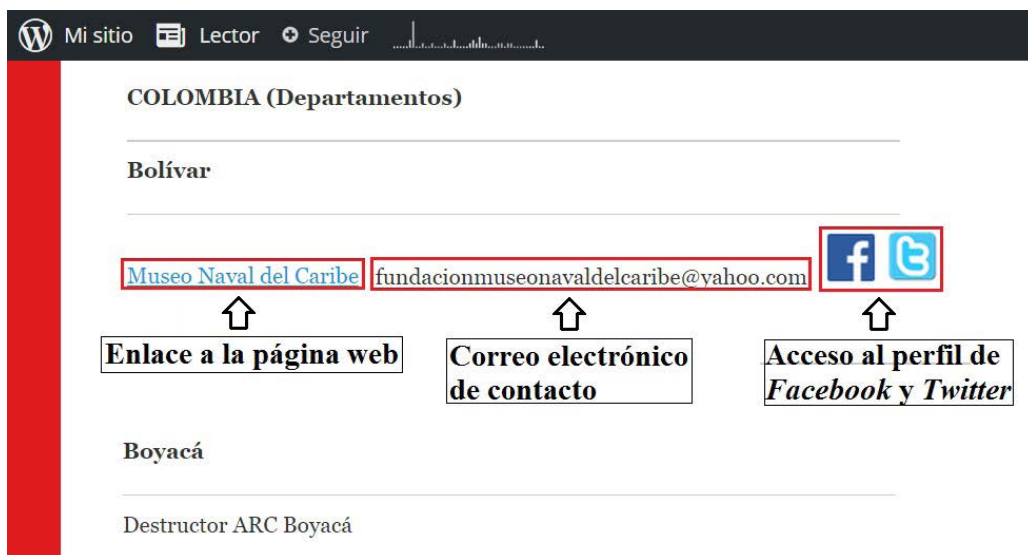 Mi sitio Lector Seguir
COLOMBIA (Departamentos)
Bolívar
Museo Naval del Caribe fundacionmuseonavaldelcaribe@yahoo.com
Enlace a la página web
Correo electrónico
de contacto
Acceso al perfil de
Facebook y Twitter
Boyacá
Destructor ARC Boyacá